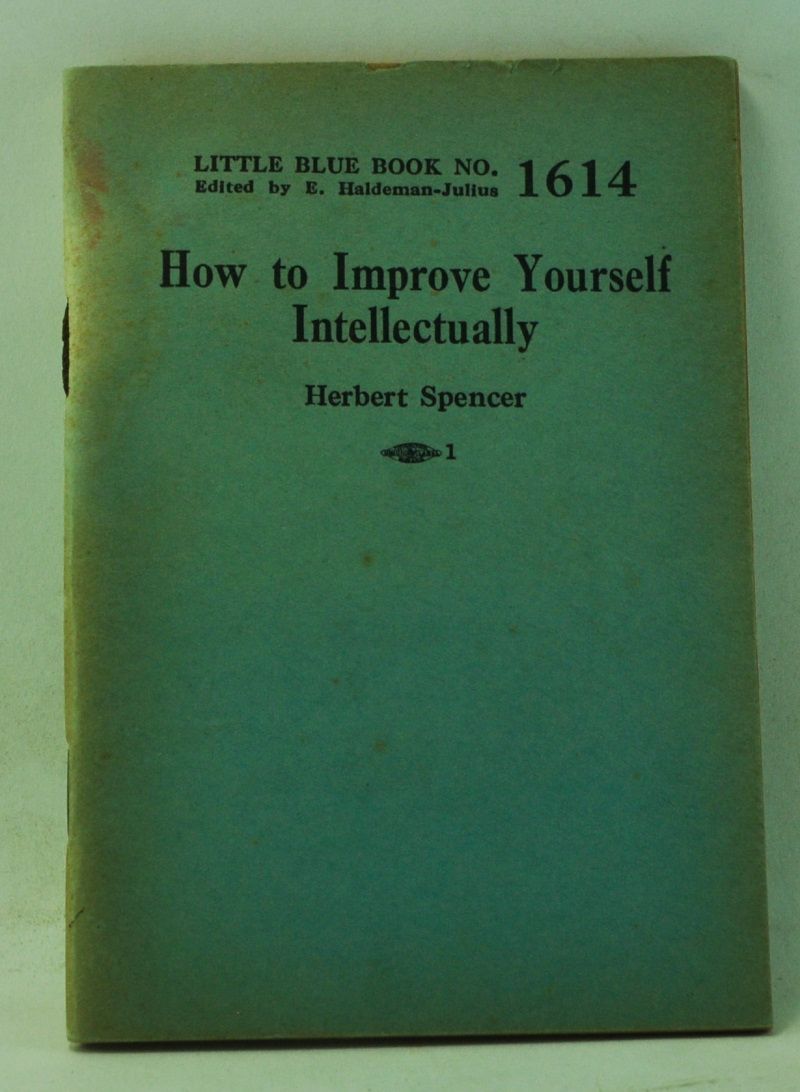 LITTLE BLUE BOOK NO. 1614
Edited by E. Haldeman-Julius
How to Improve Yourself
Intellectually
Herbert Spencer
1